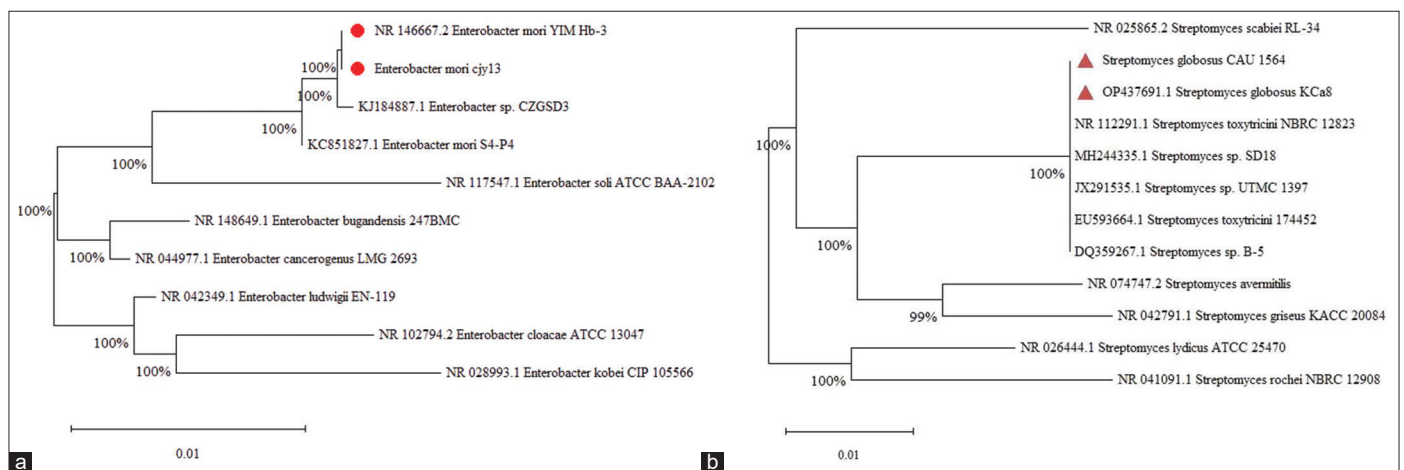 NR 146667.2 Enterobacter mori YIM Hb-3
Enterobacter mori cjy13
100%
100%
KJ184887.1 Enterobacter sp. CZGSD3
100%
KC851827.1 Enterobacter mori S4-P4
100%
NR 117547.1 Enterobacter soli ATCC BAA-2102
100%
NR 148649.1 Enterobacter bugandensis 247BMC
100%
NR 044977.1 Enterobacter cancerogenus LMG 2693
NR 042349.1 Enterobacter ludwigii EN-119
100%
NR 102794.2 Enterobacter cloacae ATCC 13047
100%
NR 028993.1 Enterobacter kobei CIP 105566
0.01
a
NR 025865.2 Streptomyces scabiei RL-34
Streptomyces globosus CAU 1564
OP437691.1 Streptomyces globosus KCa8
NR 112291.1 Streptomyces toxytricini NBRC 12823
100%
MH244335.1 Streptomyces sp. SD18
100%
JX291535.1 Streptomyces sp. UTMC 1397
EU593664.1 Streptomyces toxytricini 174452
100%
DQ359267.1 Streptomyces sp. B-5
NR 074747.2 Streptomyces avermitilis
99%
NR 042791.1 Streptomyces griseus KACC 20084
NR 026444.1 Streptomyces lydicus ATCC 25470
100%
NR 041091.1 Streptomyces rochei NBRC 12908
0.01
b